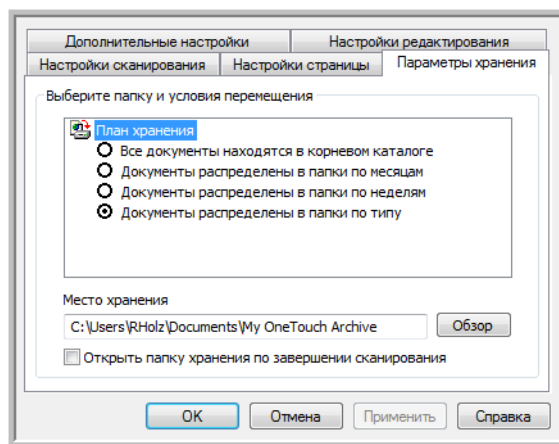 Дополнительные настройки
Настройки редактирования
Настройки сканирования
Настройки страницы
Параметры хранения
Выберите папку и условия перемещения
План хранения
Все документы находятся в корневом каталоге
Документы распределены в папки по месяцам
Документы распределены в папки по неделям
Документы распределены в папки по типу
Место хранения
C:\Users\RHolz\Documents\My OneTouch Archive
Обзор
Открыть папку хранения по завершении сканирования
OK
Отмена
Применить
Справка